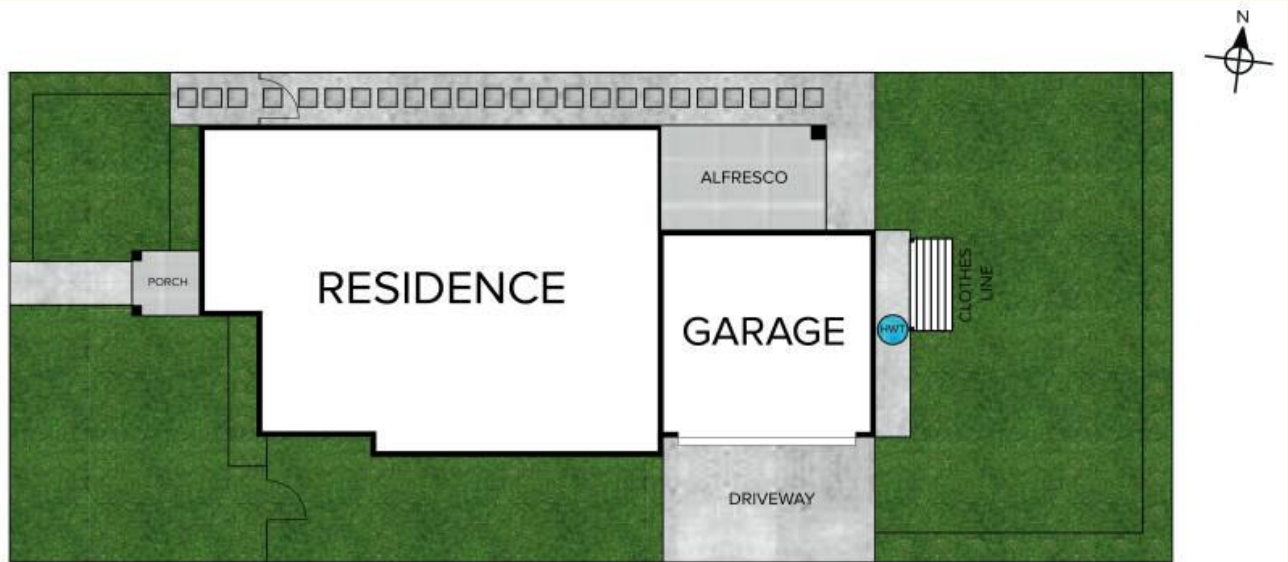 N
ALFRESCO
PORCH
RESIDENCE
GARAGE
HWT
CLOTHES
LINE
DRIVEWAY